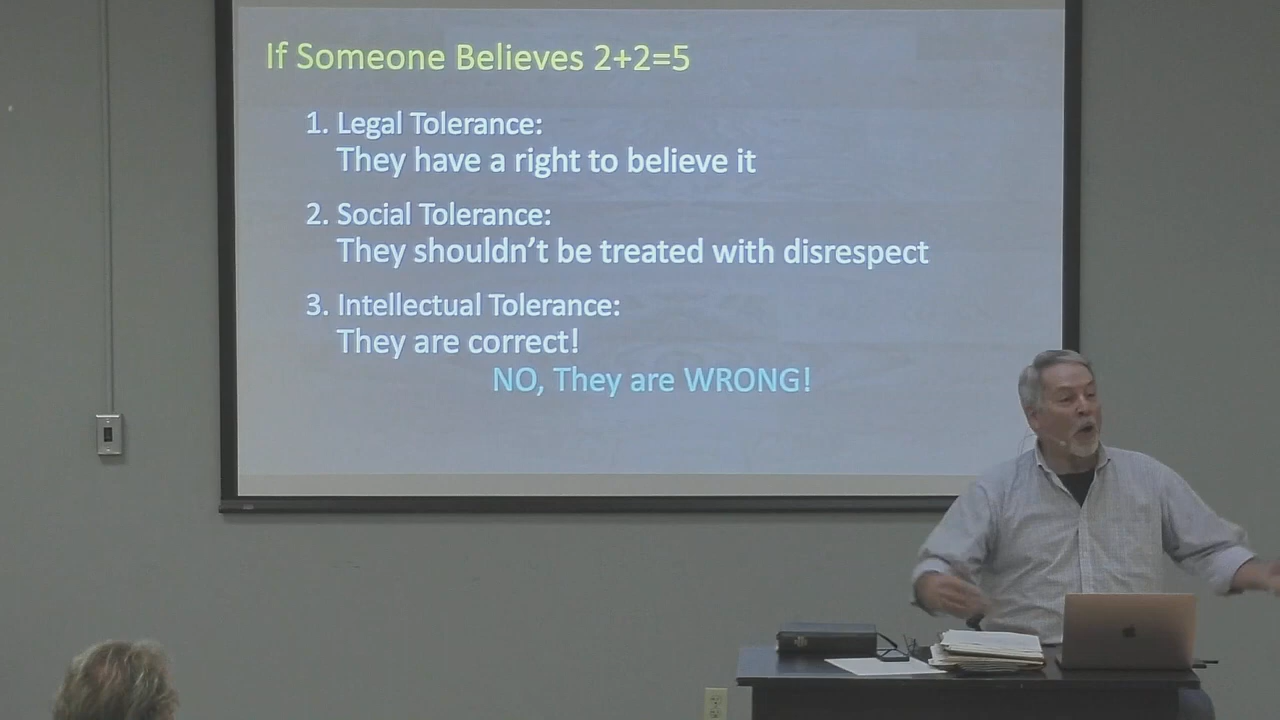 If Someone Believes 2+2=5
1. Legal Tolerance:
They have a right to believe it
2. Social Tolerance:
They shouldn't be treated with disrespect
3. Intellectual Tolerance:
They are correct!
NO, They are WRONG!